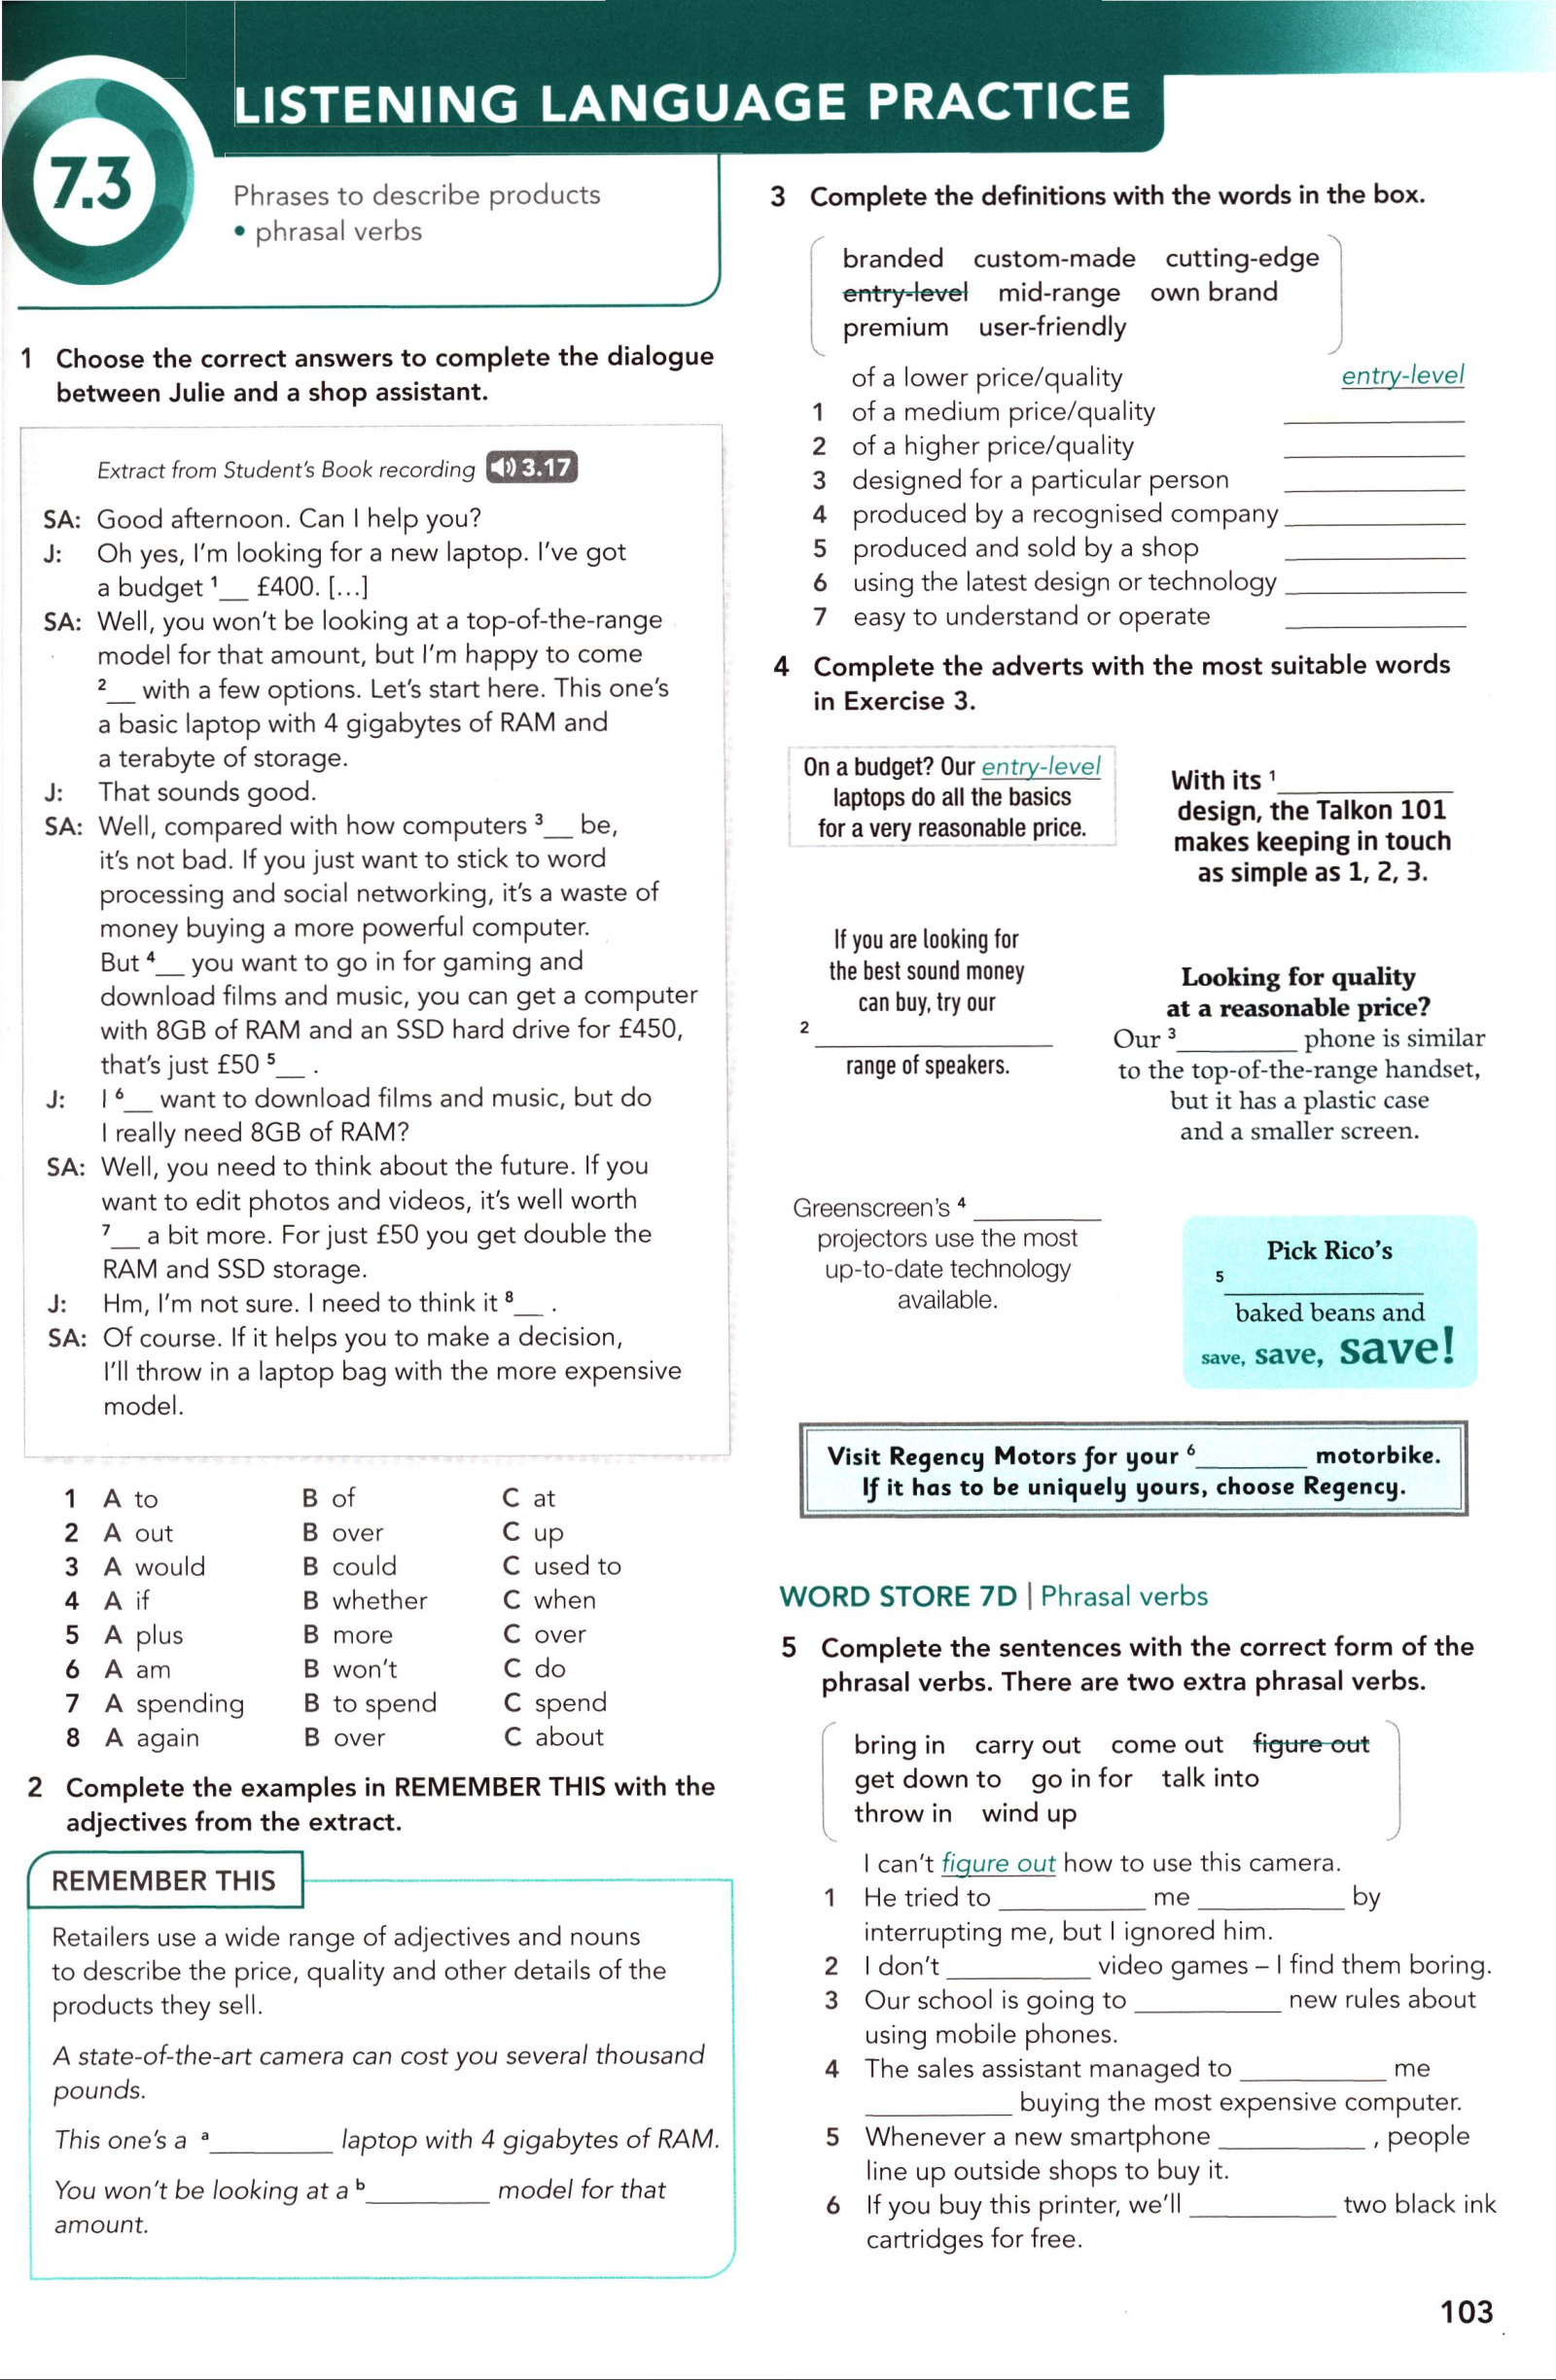 LISTENING LANGUAGE PRACTICE
7.3
Phrases to describe products
• phrasal verbs
1 Choose the correct answers to complete the dialogue
between Julie and a shop assistant.
Extract from Student's Book recording 3.17
SA: Good afternoon. Can I help you?
J: Oh yes, I'm looking for a new laptop. I've got
a budget ¹__ £400. [...]
SA: Well, you won't be looking at a top-of-the-range
model for that amount, but I'm happy to come
²__ with a few options. Let's start here. This one's
a basic laptop with 4 gigabytes of RAM and
a terabyte of storage.
J: That sounds good.
SA: Well, compared with how computers ³__ be,
it's not bad. If you just want to stick to word
processing and social networking, it's a waste of
money buying a more powerful computer.
But ⁴__ you want to go in for gaming and
download films and music, you can get a computer
with 8GB of RAM and an SSD hard drive for £450,
that's just £50 ⁵__ .
J: I ⁶__ want to download films and music, but do
I really need 8GB of RAM?
SA: Well, you need to think about the future. If you
want to edit photos and videos, it's well worth
⁷__ a bit more. For just £50 you get double the
RAM and SSD storage.
J: Hm, I'm not sure. I need to think it ⁸__ .
SA: Of course. If it helps you to make a decision,
I'll throw in a laptop bag with the more expensive
model.
1 A to B of C at
2 A out B over C up
3 A would B could C used to
4 A if B whether C when
5 A plus B more C over
6 A am B won't C do
7 A spending B to spend C spend
8 A again B over C about
2 Complete the examples in REMEMBER THIS with the
adjectives from the extract.
REMEMBER THIS
Retailers use a wide range of adjectives and nouns
to describe the price, quality and other details of the
products they sell.
A state-of-the-art camera can cost you several thousand
pounds.
This one's a ᵃ__________ laptop with 4 gigabytes of RAM.
You won't be looking at a ᵇ__________ model for that
amount.
3 Complete the definitions with the words in the box.
branded custom-made cutting-edge
entry-level mid-range own brand
premium user-friendly
of a lower price/quality entry-level
1 of a medium price/quality __________
2 of a higher price/quality __________
3 designed for a particular person __________
4 produced by a recognised company __________
5 produced and sold by a shop __________
6 using the latest design or technology __________
7 easy to understand or operate __________
4 Complete the adverts with the most suitable words
in Exercise 3.
On a budget? Our entry-level
laptops do all the basics
for a very reasonable price.
With its ¹__________
design, the Talkon 101
makes keeping in touch
as simple as 1, 2, 3.
If you are looking for
the best sound money
can buy, try our
²__________
range of speakers.
Looking for quality
at a reasonable price?
Our ³__________ phone is similar
to the top-of-the-range handset,
but it has a plastic case
and a smaller screen.
Greenscreen's ⁴__________
projectors use the most
up-to-date technology
available.
Pick Rico's
⁵__________
baked beans and
save, save, save!
Visit Regency Motors for your ⁶__________ motorbike.
If it has to be uniquely yours, choose Regency.
WORD STORE 7D | Phrasal verbs
5 Complete the sentences with the correct form of the
phrasal verbs. There are two extra phrasal verbs.
bring in carry out come out figure out
get down to go in for talk into
throw in wind up
I can't figure out how to use this camera.
1 He tried to __________ me __________ by
interrupting me, but I ignored him.
2 I don't __________ video games – I find them boring.
3 Our school is going to __________ new rules about
using mobile phones.
4 The sales assistant managed to __________ me
__________ buying the most expensive computer.
5 Whenever a new smartphone __________ , people
line up outside shops to buy it.
6 If you buy this printer, we'll __________ two black ink
cartridges for free.
103